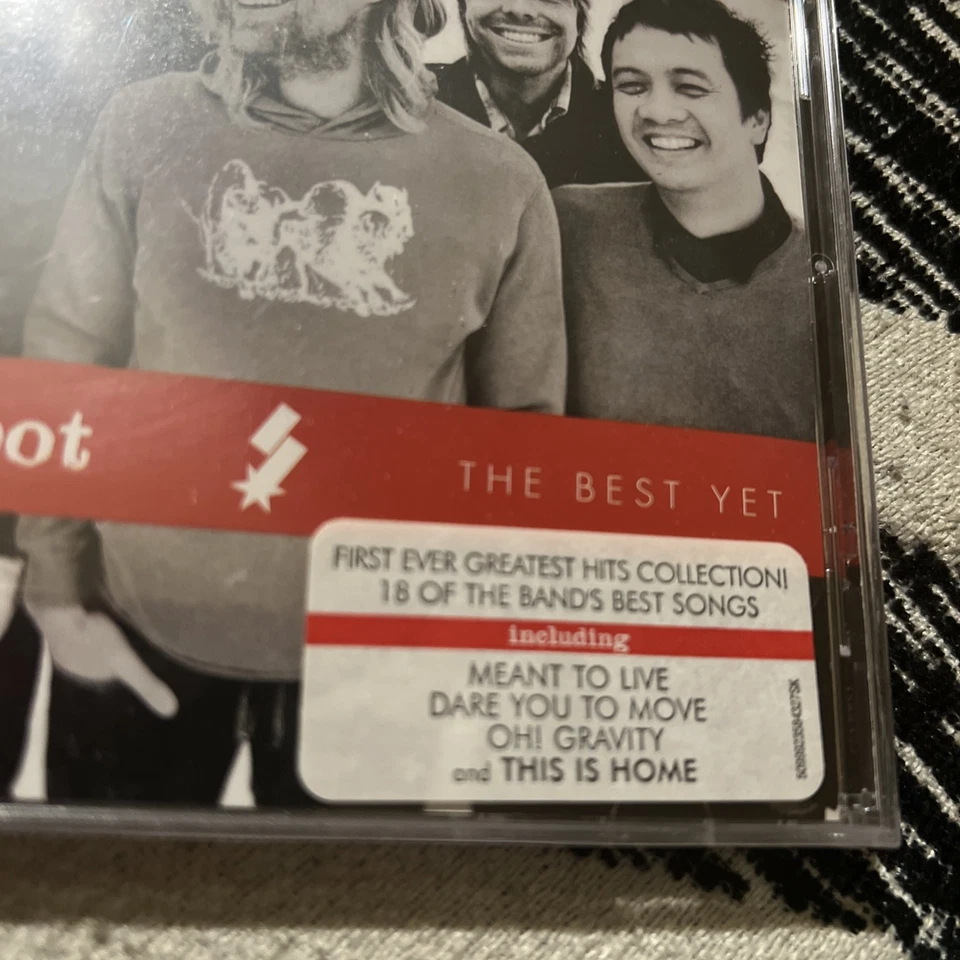 oot
THE BEST YET
FIRST EVER GREATEST HITS COLLECTION!
18 OF THE BAND'S BEST SONGS
including
MEANT TO LIVE
DARE YOU TO MOVE
OH! GRAVITY
and THIS IS HOME